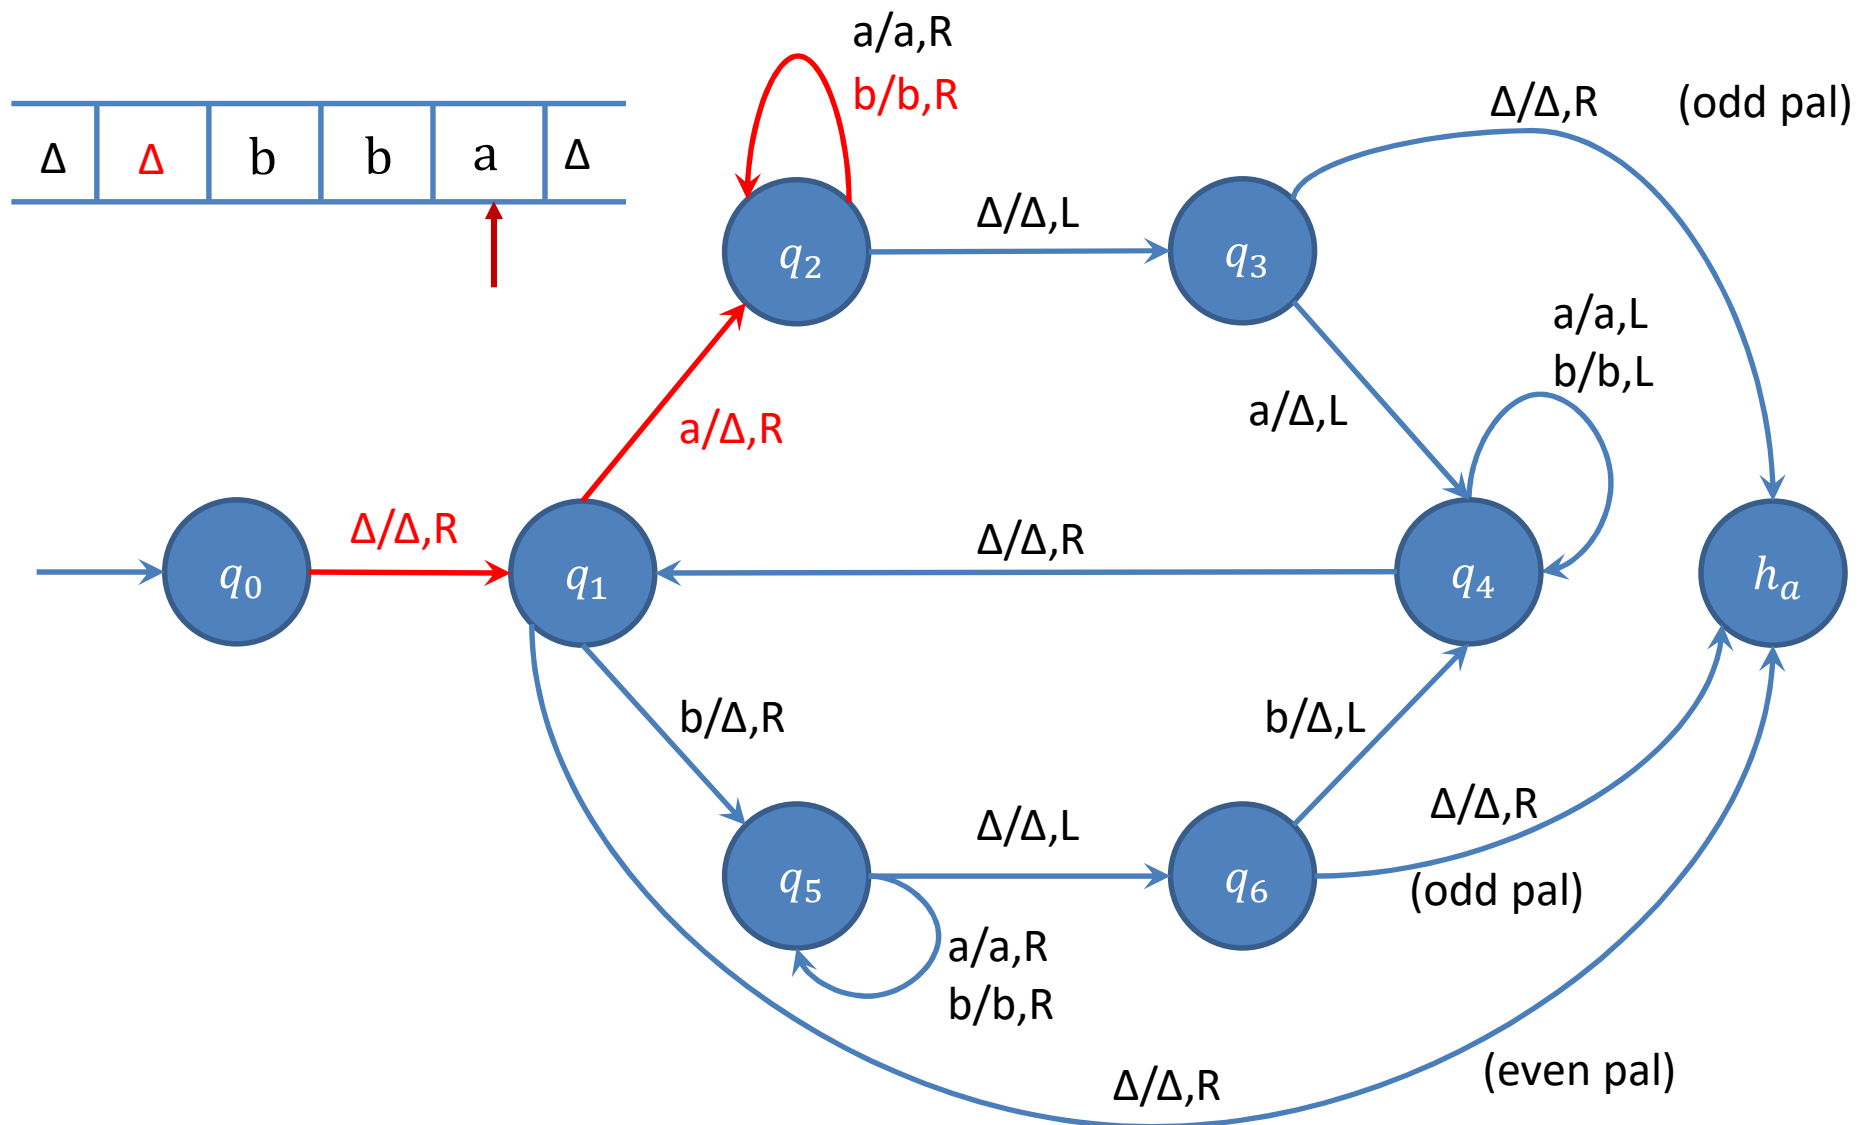 a/a,R
b/b,R
Δ/Δ,R
(odd pal)
Δ Δ b b a Δ
q₂
Δ/Δ,L
q₃
a/a,L
b/b,L
a/Δ,R
a/Δ,L
q₀
Δ/Δ,R
q₁
Δ/Δ,R
q₄
hₐ
b/Δ,R
b/Δ,L
q₅
Δ/Δ,L
q₆
Δ/Δ,R
(odd pal)
a/a,R
b/b,R
Δ/Δ,R
(even pal)